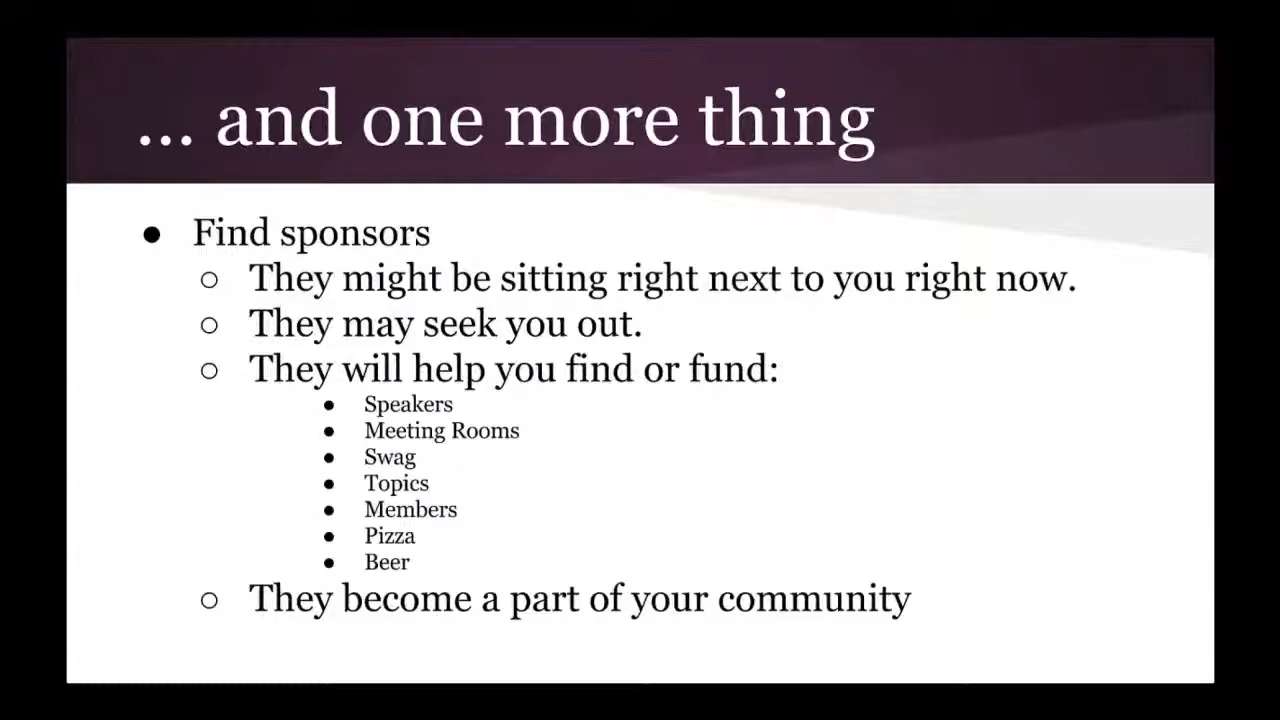 ... and one more thing
● Find sponsors
○ They might be sitting right next to you right now.
○ They may seek you out.
○ They will help you find or fund:
● Speakers
● Meeting Rooms
● Swag
● Topics
● Members
● Pizza
● Beer
○ They become a part of your community